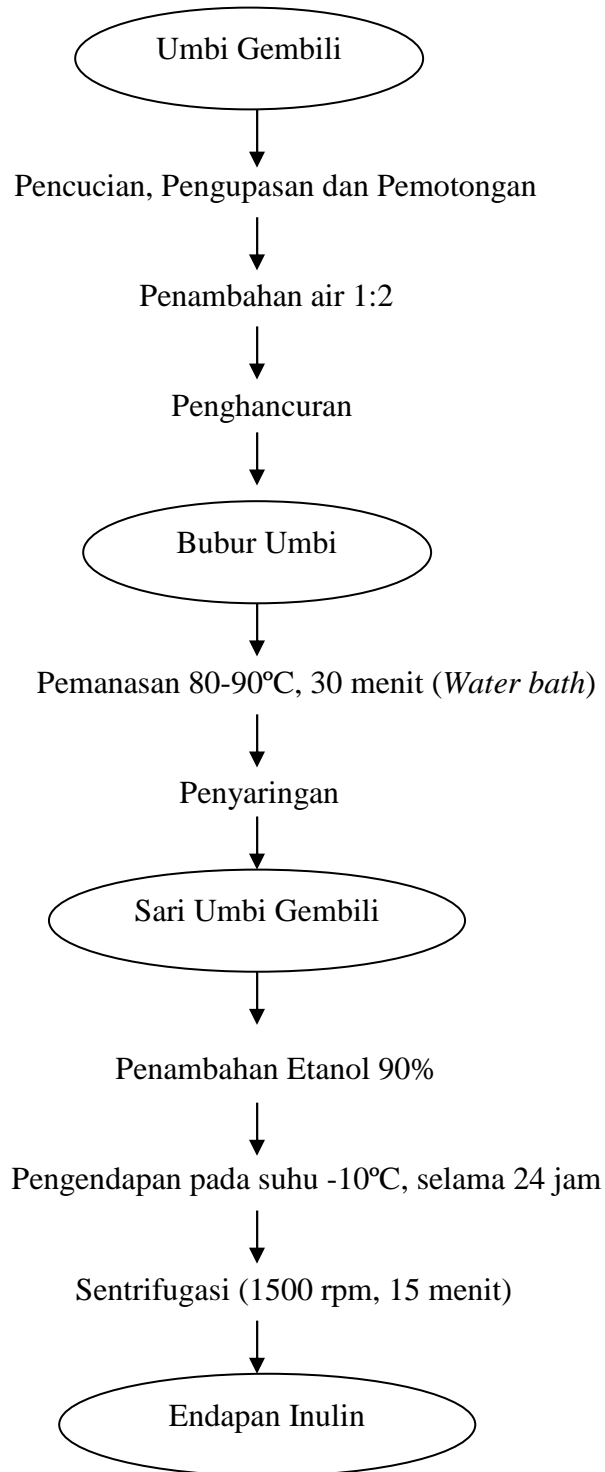 Umbi Gembili
Pencucian, Pengupasan dan Pemotongan
Penambahan air 1:2
Penghancuran
Bubur Umbi
Pemanasan 80-90ºC, 30 menit (Water bath)
Penyaringan
Sari Umbi Gembili
Penambahan Etanol 90%
Pengendapan pada suhu -10ºC, selama 24 jam
Sentrifugasi (1500 rpm, 15 menit)
Endapan Inulin